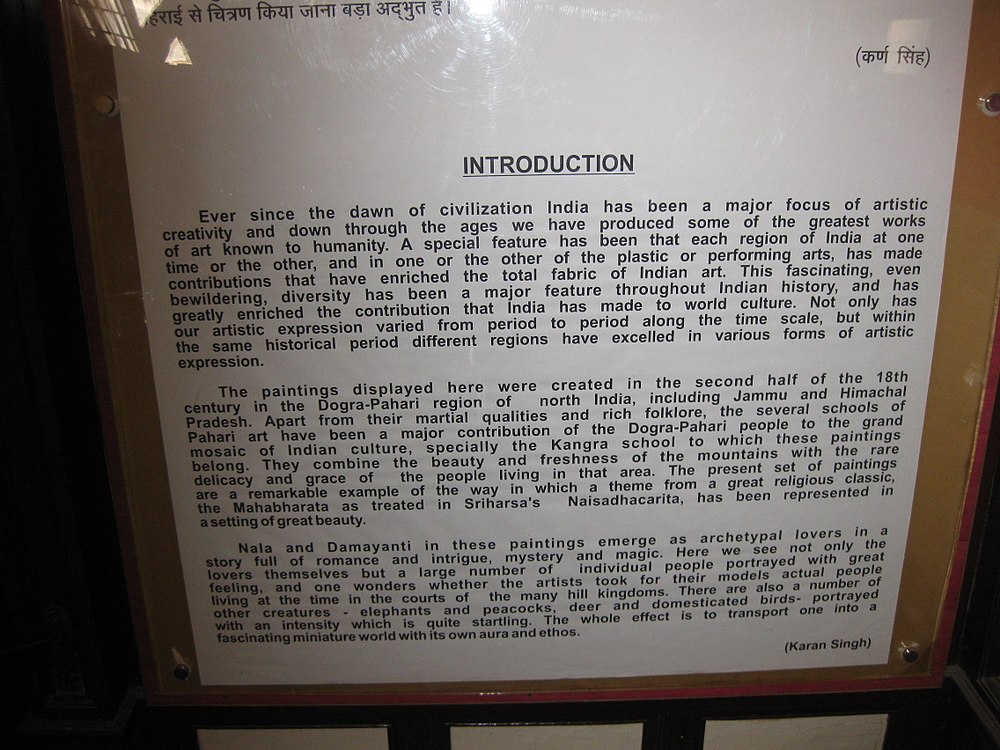 हराई से चित्रण किया जाना बड़ा अद्भुत है।
(कर्ण सिंह)
INTRODUCTION
Ever since the dawn of civilization India has been a major focus of artistic
creativity and down through the ages we have produced some of the greatest works
of art known to humanity. A special feature has been that each region of India at one
time or the other, and in one or the other of the plastic or performing arts, has made
contributions that have enriched the total fabric of Indian art. This fascinating, even
bewildering, diversity has been a major feature throughout Indian history, and has
greatly enriched the contribution that India has made to world culture. Not only has
our artistic expression varied from period to period along the time scale, but within
the same historical period different regions have excelled in various forms of artistic
expression.
The paintings displayed here were created in the second half of the 18th
century in the Dogra-Pahari region of north India, including Jammu and Himachal
Pradesh. Apart from their martial qualities and rich folklore, the several schools of
Pahari art have been a major contribution of the Dogra-Pahari people to the grand
mosaic of Indian culture, specially the Kangra school to which these paintings
belong. They combine the beauty and freshness of the mountains with the rare
delicacy and grace of the people living in that area. The present set of paintings
are a remarkable example of the way in which a theme from a great religious classic,
the Mahabharata as treated in Sriharsa's Naisadhacarita, has been represented in
a setting of great beauty.
Nala and Damayanti in these paintings emerge as archetypal lovers in a
story full of romance and intrigue, mystery and magic. Here we see not only the
lovers themselves but a large number of individual people portrayed with great
feeling, and one wonders whether the artists took for their models actual people
living at the time in the courts of the many hill kingdoms. There are also a number of
other creatures - elephants and peacocks, deer and domesticated birds- portrayed
with an intensity which is quite startling. The whole effect is to transport one into a
fascinating miniature world with its own aura and ethos.
(Karan Singh)